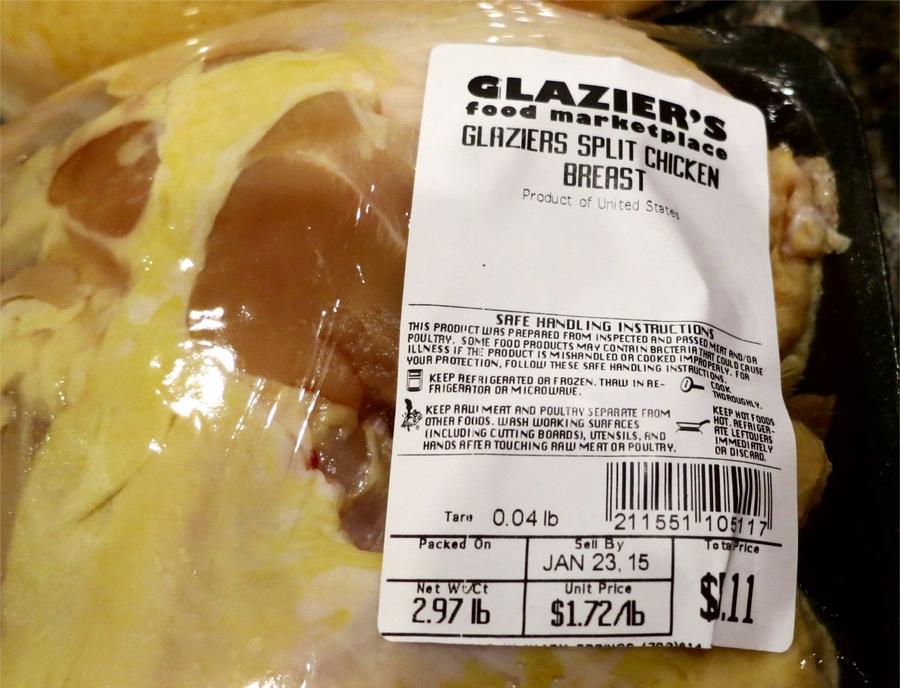 GLAZIER'S
food marketplace
GLAZIERS SPLIT CHICKEN
BREAST
Product of United States
SAFE HANDLING INSTRUCTIONS
THIS PRODUCT WAS PREPARED FROM INSPECTED AND PASSED MEAT AND/OR
POULTRY. SOME FOOD PRODUCTS MAY CONTAIN BACTERIA THAT COULD CAUSE
ILLNESS IF THE PRODUCT IS MISHANDLED OR COOKED IMPROPERLY. FOR
YOUR PROTECTION, FOLLOW THESE SAFE HANDLING INSTRUCTIONS.
KEEP REFRIGERATED OR FROZEN. THAW IN RE-
FRIGERATOR OR MICROWAVE.
COOK
THOROUGHLY.
KEEP RAW MEAT AND POULTRY SEPARATE FROM
OTHER FOODS. WASH WORKING SURFACES
(INCLUDING CUTTING BOARDS), UTENSILS, AND
HANDS AFTER TOUCHING RAW MEAT OR POULTRY.
KEEP HOT FOODS
HOT. REFRIGER-
ATE LEFTOVERS
IMMEDIATELY
OR DISCARD.
Tare 0.04 lb
211551 105117
Packed On
Sell By
JAN 23, 15
Total Price
Net Wt/Ct
2.97 lb
Unit Price
$1.72/lb